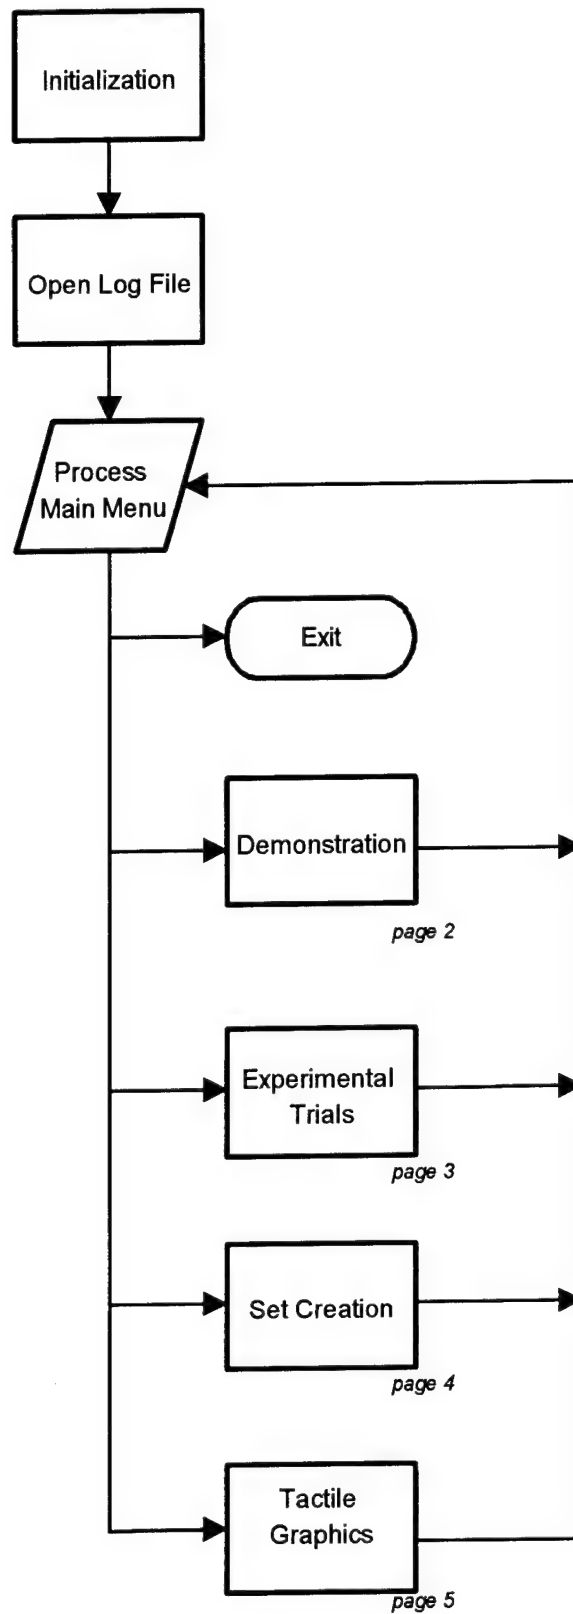 Initialization
Open Log File
Process
Main Menu
Exit
Demonstration
page 2
Experimental
Trials
page 3
Set Creation
page 4
Tactile
Graphics
page 5